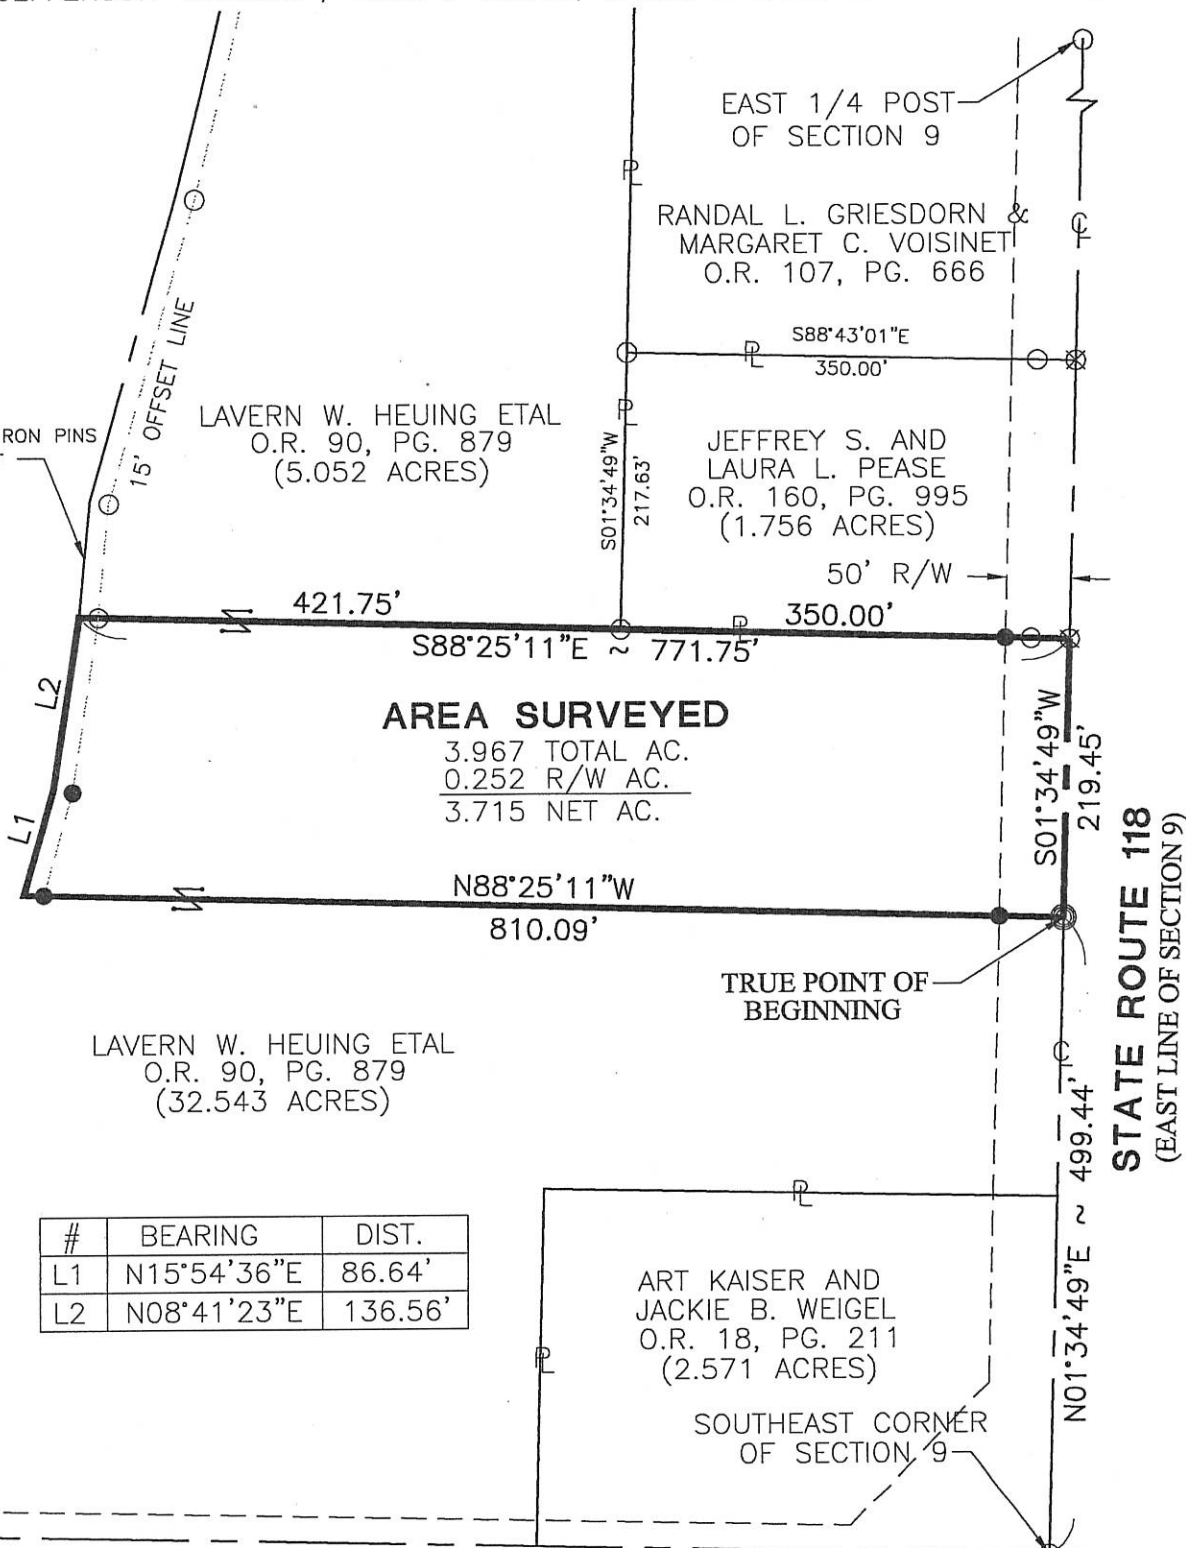 EAST 1/4 POST
OF SECTION 9
RANDAL L. GRIESDORN &
MARGARET C. VOISINET
O.R. 107, PG. 666
℄
℄
S88°43'01"E
350.00'
℄
15' OFFSET LINE
RON PINS
LAVERN W. HEUING ETAL
O.R. 90, PG. 879
(5.052 ACRES)
S01°34'49"W
217.63'
JEFFREY S. AND
LAURA L. PEASE
O.R. 160, PG. 995
(1.756 ACRES)
50' R/W
421.75'
350.00'
S88°25'11"E ~ 771.75'
L2
L1
AREA SURVEYED
3.967 TOTAL AC.
0.252 R/W AC.
3.715 NET AC.
S01°34'49"W
219.45'
N88°25'11"W
810.09'
TRUE POINT OF
BEGINNING
STATE ROUTE 118
(EAST LINE OF SECTION 9)
LAVERN W. HEUING ETAL
O.R. 90, PG. 879
(32.543 ACRES)
N01°34'49"E ~ 499.44'
# BEARING DIST.
L1 N15°54'36"E 86.64'
L2 N08°41'23"E 136.56'
ART KAISER AND
JACKIE B. WEIGEL
O.R. 18, PG. 211
(2.571 ACRES)
SOUTHEAST CORNER
OF SECTION 9